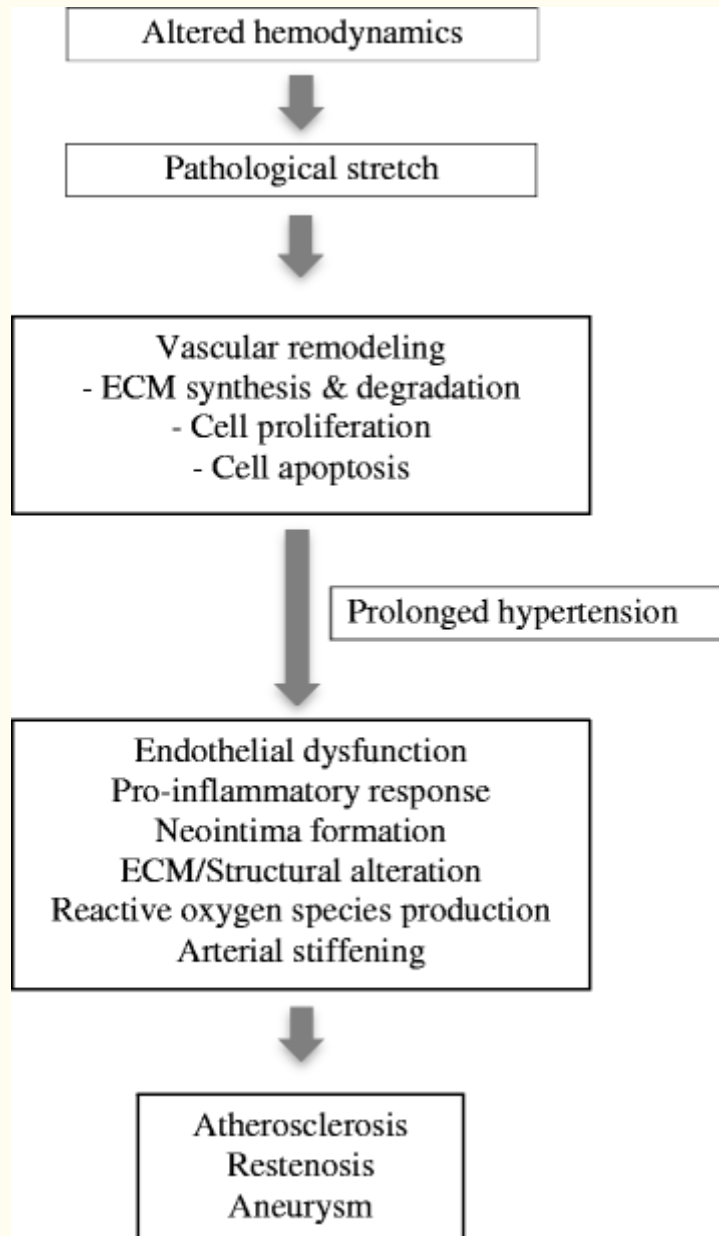 Altered hemodynamics
Pathological stretch
Vascular remodeling
- ECM synthesis & degradation
- Cell proliferation
- Cell apoptosis
Prolonged hypertension
Endothelial dysfunction
Pro-inflammatory response
Neointima formation
ECM/Structural alteration
Reactive oxygen species production
Arterial stiffening
Atherosclerosis
Restenosis
Aneurysm